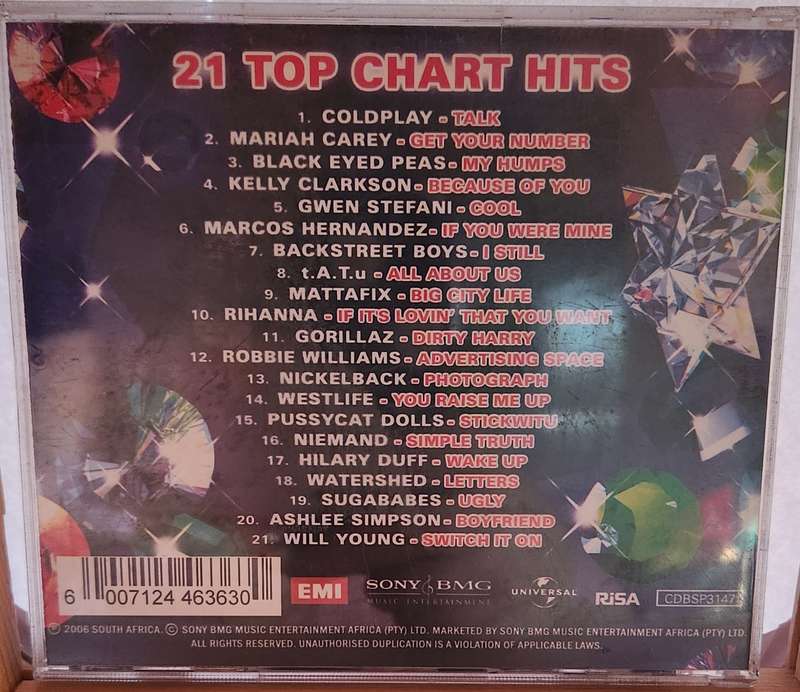 21 TOP CHART HITS
1. COLDPLAY - TALK
2. MARIAH CAREY - GET YOUR NUMBER
3. BLACK EYED PEAS - MY HUMPS
4. KELLY CLARKSON - BECAUSE OF YOU
5. GWEN STEFANI - COOL
6. MARCOS HERNANDEZ - IF YOU WERE MINE
7. BACKSTREET BOYS - I STILL
8. t.A.T.u - ALL ABOUT US
9. MATTAFIX - BIG CITY LIFE
10. RIHANNA - IF IT'S LOVIN' THAT YOU WANT
11. GORILLAZ - DIRTY HARRY
12. ROBBIE WILLIAMS - ADVERTISING SPACE
13. NICKELBACK - PHOTOGRAPH
14. WESTLIFE - YOU RAISE ME UP
15. PUSSYCAT DOLLS - STICKWITU
16. NIEMAND - SIMPLE TRUTH
17. HILARY DUFF - WAKE UP
18. WATERSHED - LETTERS
19. SUGABABES - UGLY
20. ASHLEE SIMPSON - BOYFRIEND
21. WILL YOUNG - SWITCH IT ON
6 007124 463630
EMI
SONY BMG
MUSIC ENTERTAINMENT
UNIVERSAL
RiSA
CDBSP3147
℗ 2006 SOUTH AFRICA. © SONY BMG MUSIC ENTERTAINMENT AFRICA (PTY) LTD. MARKETED BY SONY BMG MUSIC ENTERTAINMENT AFRICA (PTY) LTD.
ALL RIGHTS RESERVED. UNAUTHORISED DUPLICATION IS A VIOLATION OF APPLICABLE LAWS.